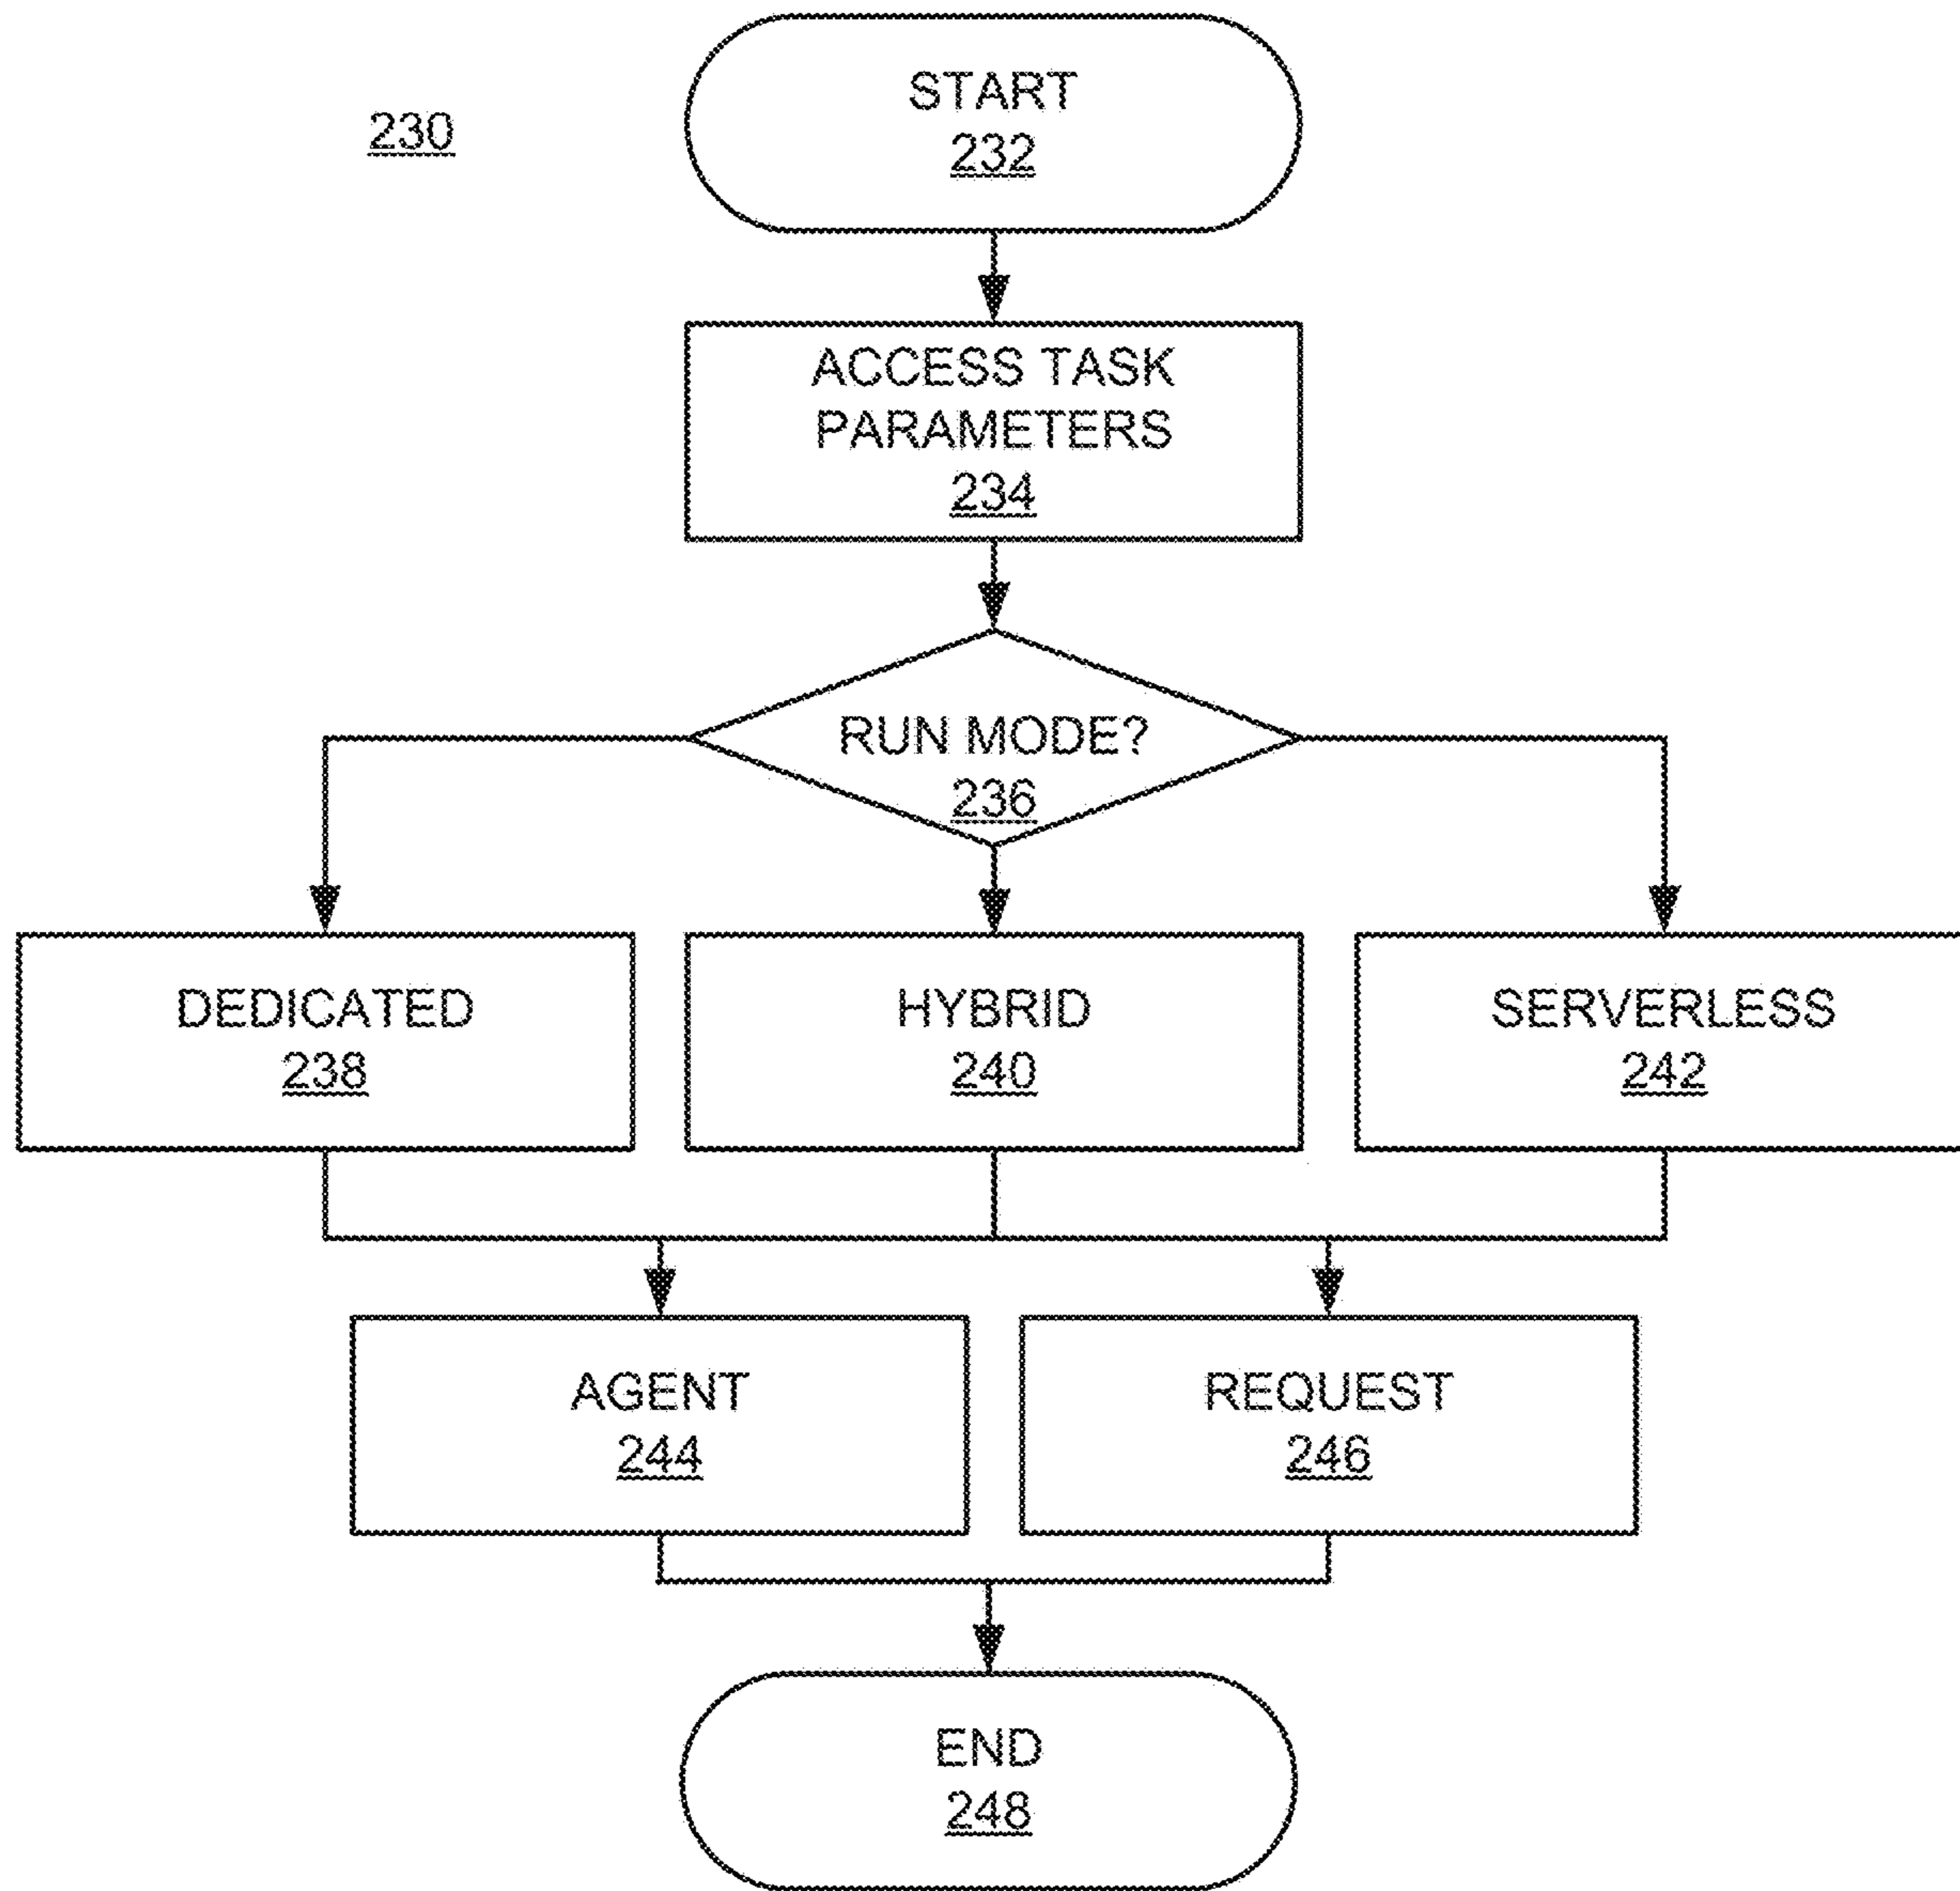 START
230
232
ACCESS TASK
PARAMETERS
234
RUN MODE?
236
DEDICATED
238
HYBRID
240
SERVERLESS
242
AGENT
244
REQUEST
246
END
248